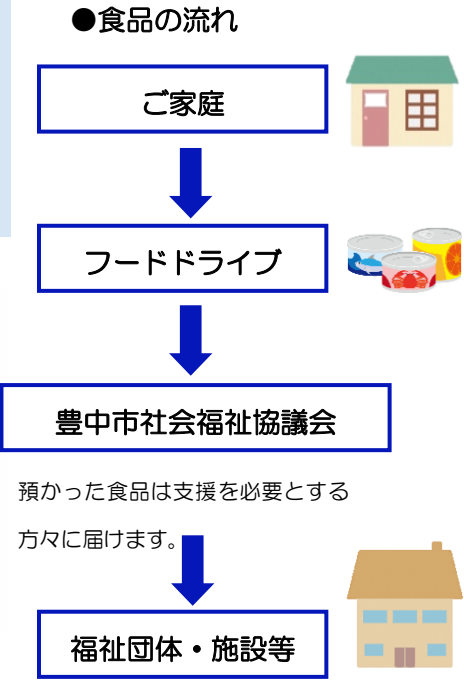 ●食品の流れ
ご家庭
フードドライブ
豊中市社会福祉協議会
預かった食品は支援を必要とする
方々に届けます。
福祉団体・施設等